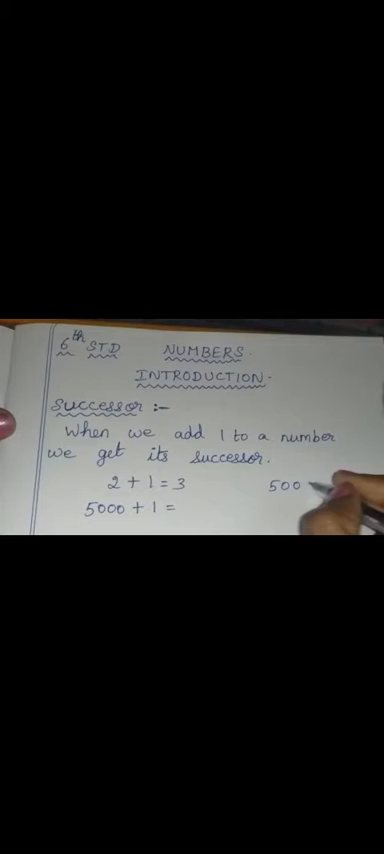 6th STD NUMBERS.
INTRODUCTION.
Successor :-
When we add 1 to a number
we get its successor.
2 + 1 = 3 500
5000 + 1 =